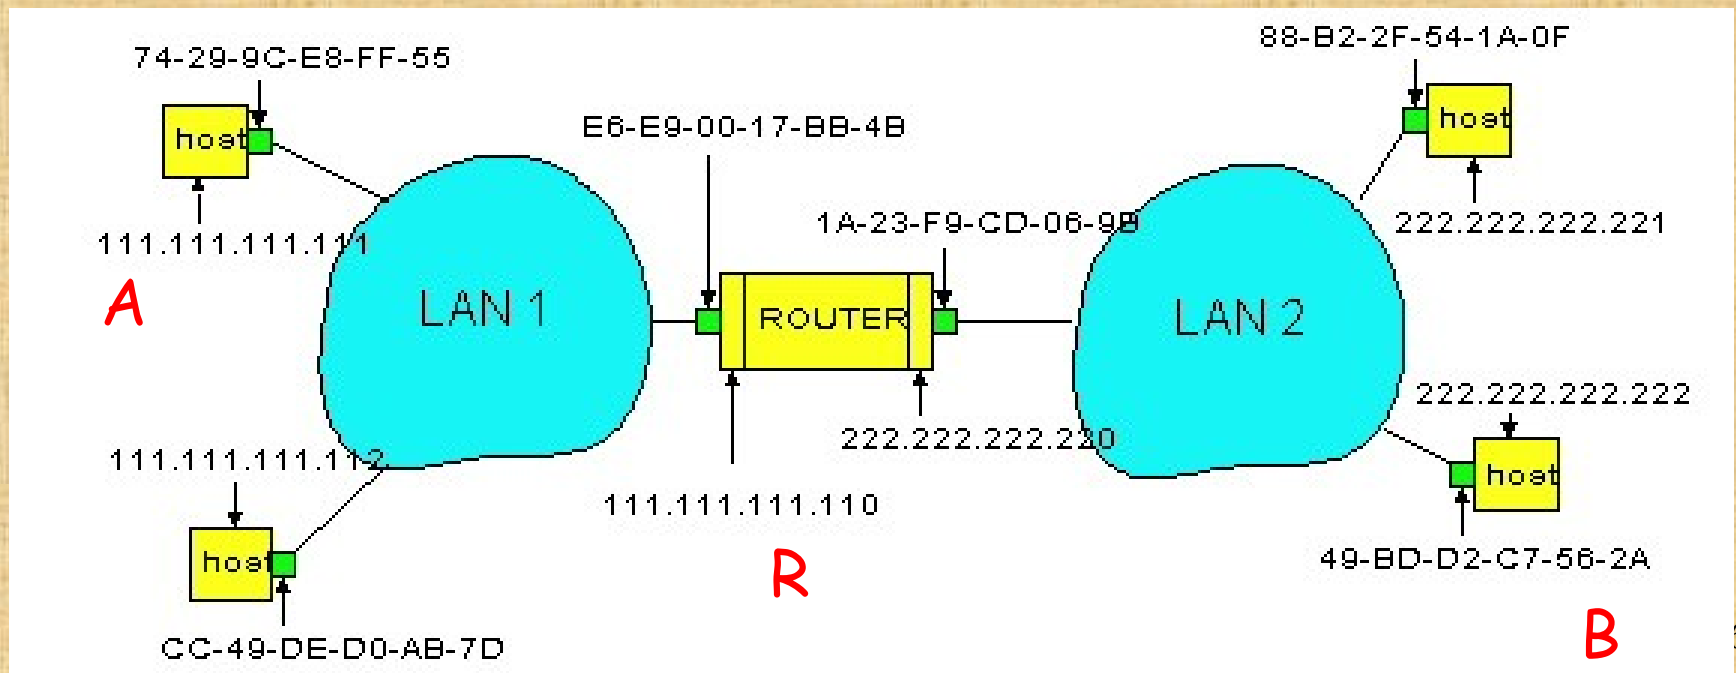 74-29-9C-E8-FF-55
88-B2-2F-54-1A-0F
host
E6-E9-00-17-BB-4B
host
111.111.111.111
1A-23-F9-CD-06-9B
222.222.222.221
A
LAN 1
ROUTER
LAN 2
222.222.222.222
111.111.111.112
222.222.222.220
host
111.111.111.110
host
R
49-BD-D2-C7-56-2A
CC-49-DE-D0-AB-7D
B